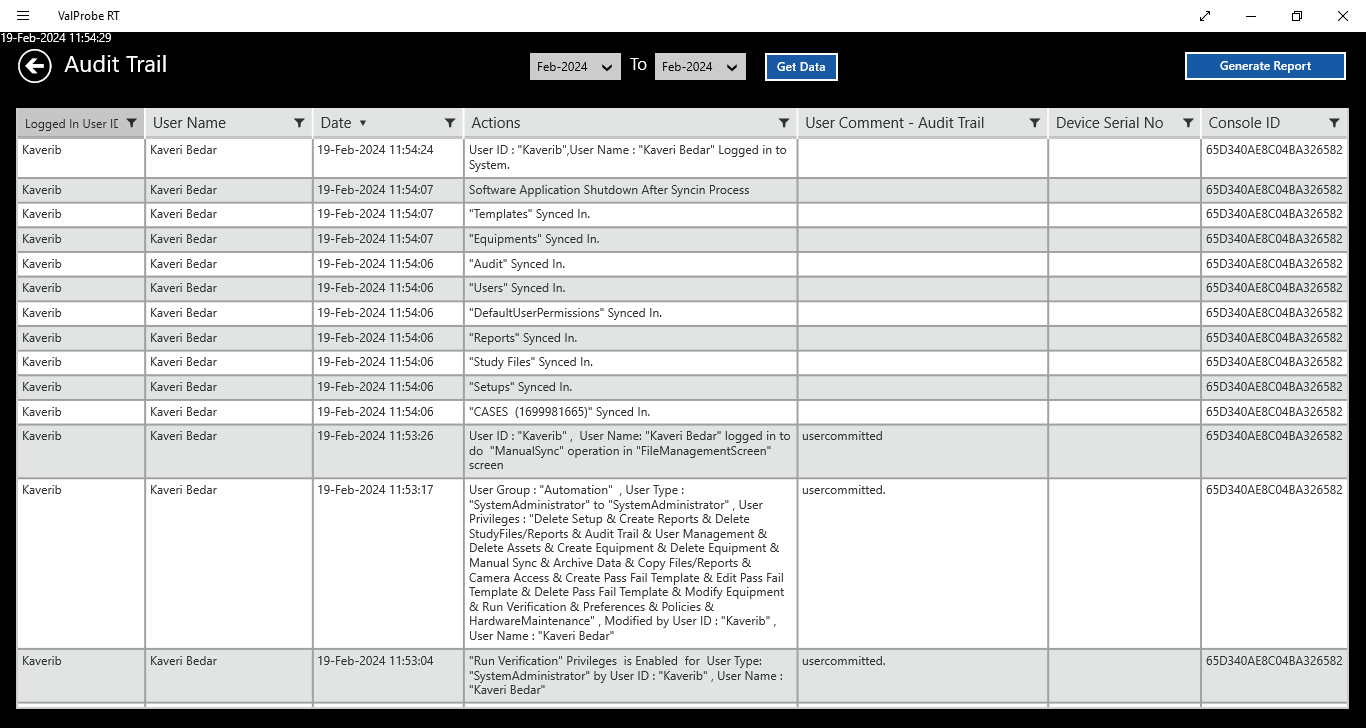 ValProbe RT
19-Feb-2024 11:54:29
Audit Trail
Feb-2024 To Feb-2024 Get Data Generate Report
Logged In User ID User Name Date Actions User Comment - Audit Trail Device Serial No Console ID
Kaverib Kaveri Bedar 19-Feb-2024 11:54:24 User ID : "Kaverib",User Name : "Kaveri Bedar" Logged in to 65D340AE8C04BA326582
System.
Kaverib Kaveri Bedar 19-Feb-2024 11:54:07 Software Application Shutdown After Syncin Process 65D340AE8C04BA326582
Kaverib Kaveri Bedar 19-Feb-2024 11:54:07 "Templates" Synced In. 65D340AE8C04BA326582
Kaverib Kaveri Bedar 19-Feb-2024 11:54:07 "Equipments" Synced In. 65D340AE8C04BA326582
Kaverib Kaveri Bedar 19-Feb-2024 11:54:06 "Audit" Synced In. 65D340AE8C04BA326582
Kaverib Kaveri Bedar 19-Feb-2024 11:54:06 "Users" Synced In. 65D340AE8C04BA326582
Kaverib Kaveri Bedar 19-Feb-2024 11:54:06 "DefaultUserPermissions" Synced In. 65D340AE8C04BA326582
Kaverib Kaveri Bedar 19-Feb-2024 11:54:06 "Reports" Synced In. 65D340AE8C04BA326582
Kaverib Kaveri Bedar 19-Feb-2024 11:54:06 "Study Files" Synced In. 65D340AE8C04BA326582
Kaverib Kaveri Bedar 19-Feb-2024 11:54:06 "Setups" Synced In. 65D340AE8C04BA326582
Kaverib Kaveri Bedar 19-Feb-2024 11:54:06 "CASES  (1699981665)" Synced In. 65D340AE8C04BA326582
Kaverib Kaveri Bedar 19-Feb-2024 11:53:26 User ID : "Kaverib" ,  User Name: "Kaveri Bedar" logged in to usercommitted 65D340AE8C04BA326582
do  "ManualSync" operation in "FileManagementScreen"
screen
Kaverib Kaveri Bedar 19-Feb-2024 11:53:17 User Group : "Automation"  , User Type : usercommitted. 65D340AE8C04BA326582
"SystemAdministrator" to "SystemAdministrator" , User
Privileges : "Delete Setup & Create Reports & Delete
StudyFiles/Reports & Audit Trail & User Management &
Delete Assets & Create Equipment & Delete Equipment &
Manual Sync & Archive Data & Copy Files/Reports &
Camera Access & Create Pass Fail Template & Edit Pass Fail
Template & Delete Pass Fail Template & Modify Equipment
& Run Verification & Preferences & Policies &
HardwareMaintenance" , Modified by User ID : "Kaverib" ,
User Name : "Kaveri Bedar"
Kaverib Kaveri Bedar 19-Feb-2024 11:53:04 "Run Verification" Privileges  is Enabled  for  User Type: usercommitted. 65D340AE8C04BA326582
"SystemAdministrator" by User ID : "Kaverib" , User Name :
"Kaveri Bedar"